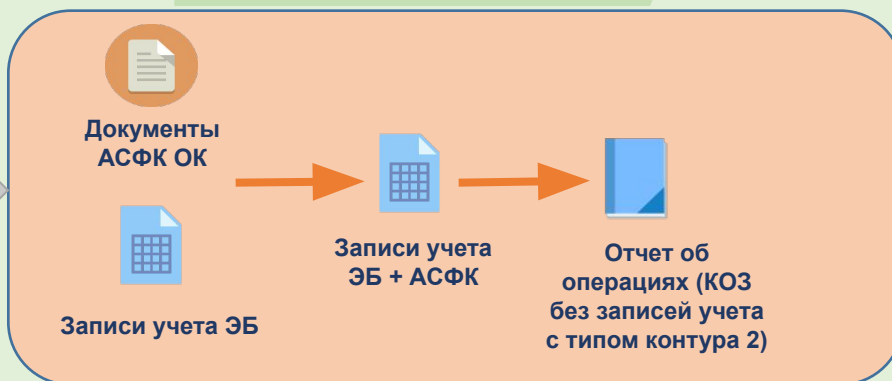 Документы
АСФК ОК
Записи учета ЭБ
Записи учета
ЭБ + АСФК
Отчет об
операциях (КОЗ
без записей учета
с типом контура 2)